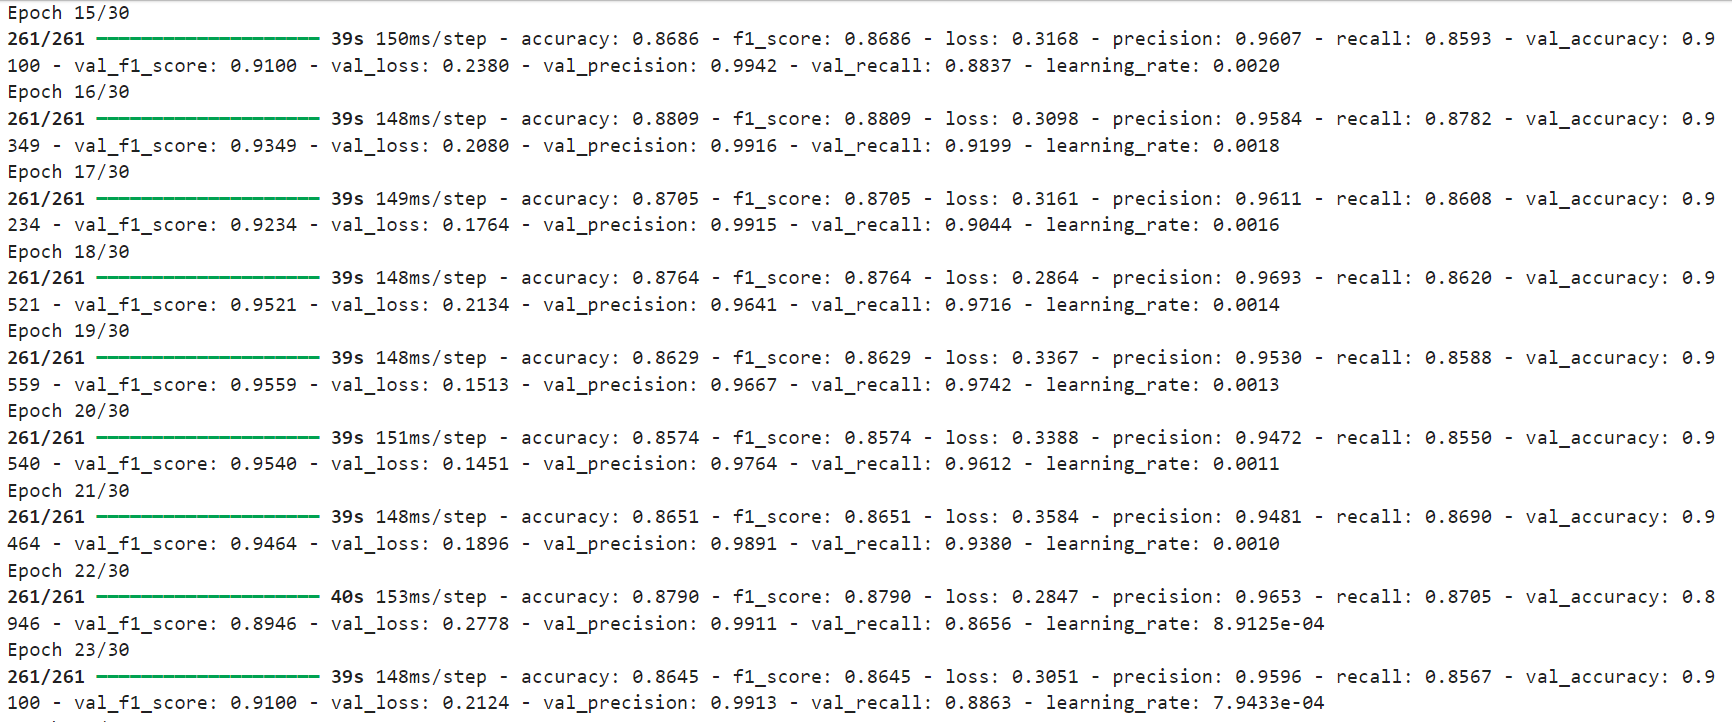 Epoch 15/30
261/261 ━━━━━━━━━━━━━━━━━━━━ 39s 150ms/step - accuracy: 0.8686 - f1_score: 0.8686 - loss: 0.3168 - precision: 0.9607 - recall: 0.8593 - val_accuracy: 0.9
100 - val_f1_score: 0.9100 - val_loss: 0.2380 - val_precision: 0.9942 - val_recall: 0.8837 - learning_rate: 0.0020
Epoch 16/30
261/261 ━━━━━━━━━━━━━━━━━━━━ 39s 148ms/step - accuracy: 0.8809 - f1_score: 0.8809 - loss: 0.3098 - precision: 0.9584 - recall: 0.8782 - val_accuracy: 0.9
349 - val_f1_score: 0.9349 - val_loss: 0.2080 - val_precision: 0.9916 - val_recall: 0.9199 - learning_rate: 0.0018
Epoch 17/30
261/261 ━━━━━━━━━━━━━━━━━━━━ 39s 149ms/step - accuracy: 0.8705 - f1_score: 0.8705 - loss: 0.3161 - precision: 0.9611 - recall: 0.8608 - val_accuracy: 0.9
234 - val_f1_score: 0.9234 - val_loss: 0.1764 - val_precision: 0.9915 - val_recall: 0.9044 - learning_rate: 0.0016
Epoch 18/30
261/261 ━━━━━━━━━━━━━━━━━━━━ 39s 148ms/step - accuracy: 0.8764 - f1_score: 0.8764 - loss: 0.2864 - precision: 0.9693 - recall: 0.8620 - val_accuracy: 0.9
521 - val_f1_score: 0.9521 - val_loss: 0.2134 - val_precision: 0.9641 - val_recall: 0.9716 - learning_rate: 0.0014
Epoch 19/30
261/261 ━━━━━━━━━━━━━━━━━━━━ 39s 148ms/step - accuracy: 0.8629 - f1_score: 0.8629 - loss: 0.3367 - precision: 0.9530 - recall: 0.8588 - val_accuracy: 0.9
559 - val_f1_score: 0.9559 - val_loss: 0.1513 - val_precision: 0.9667 - val_recall: 0.9742 - learning_rate: 0.0013
Epoch 20/30
261/261 ━━━━━━━━━━━━━━━━━━━━ 39s 151ms/step - accuracy: 0.8574 - f1_score: 0.8574 - loss: 0.3388 - precision: 0.9472 - recall: 0.8550 - val_accuracy: 0.9
540 - val_f1_score: 0.9540 - val_loss: 0.1451 - val_precision: 0.9764 - val_recall: 0.9612 - learning_rate: 0.0011
Epoch 21/30
261/261 ━━━━━━━━━━━━━━━━━━━━ 39s 148ms/step - accuracy: 0.8651 - f1_score: 0.8651 - loss: 0.3584 - precision: 0.9481 - recall: 0.8690 - val_accuracy: 0.9
464 - val_f1_score: 0.9464 - val_loss: 0.1896 - val_precision: 0.9891 - val_recall: 0.9380 - learning_rate: 0.0010
Epoch 22/30
261/261 ━━━━━━━━━━━━━━━━━━━━ 40s 153ms/step - accuracy: 0.8790 - f1_score: 0.8790 - loss: 0.2847 - precision: 0.9653 - recall: 0.8705 - val_accuracy: 0.8
946 - val_f1_score: 0.8946 - val_loss: 0.2778 - val_precision: 0.9911 - val_recall: 0.8656 - learning_rate: 8.9125e-04
Epoch 23/30
261/261 ━━━━━━━━━━━━━━━━━━━━ 39s 148ms/step - accuracy: 0.8645 - f1_score: 0.8645 - loss: 0.3051 - precision: 0.9596 - recall: 0.8567 - val_accuracy: 0.9
100 - val_f1_score: 0.9100 - val_loss: 0.2124 - val_precision: 0.9913 - val_recall: 0.8863 - learning_rate: 7.9433e-04